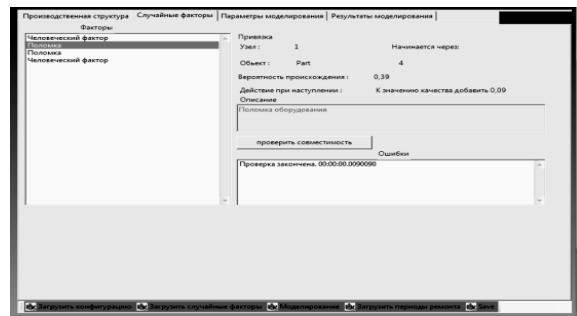 Производственная структура Случайные факторы Параметры моделирования Результаты моделирования
Факторы
Человеческий фактор
Поломка
Поломка
Человеческий фактор
Привязка
Узел : 1 Начинается через:
Объект : Part 4
Вероятность происхождения : 0,39
Действие при наступлении : К значению качества добавить 0,09
Описание
Поломка оборудования
проверить совместимость
Ошибки
Проверка закончена. 00:00:00.0090090
Загрузить конфигурацию Загрузить случайные факторы Моделирование Загрузить периоды ремонта Save